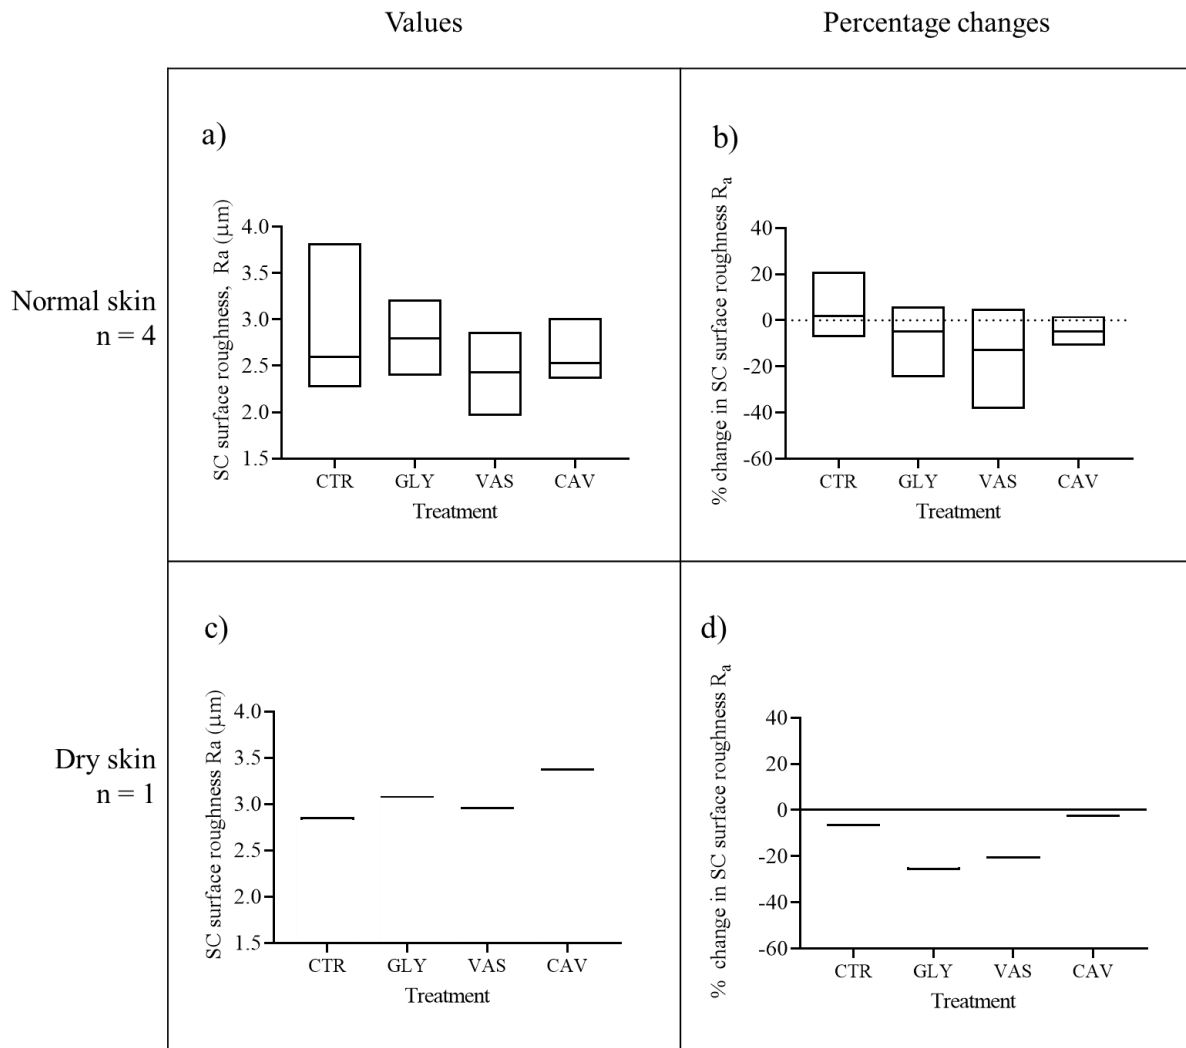 Values
Percentage changes
Normal skin
n = 4
a)
SC surface roughness, Ra (µm)
4.0
3.5
3.0
2.5
2.0
1.5
CTR GLY VAS CAV
Treatment
b)
% change in SC surface roughness Ra
40
20
0
-20
-40
-60
CTR GLY VAS CAV
Treatment
Dry skin
n = 1
c)
SC surface roughness Ra (µm)
4.0
3.5
3.0
2.5
2.0
1.5
CTR GLY VAS CAV
Treatment
d)
% change in SC surface roughness Ra
40
20
0
-20
-40
-60
CTR GLY VAS CAV
Treatment